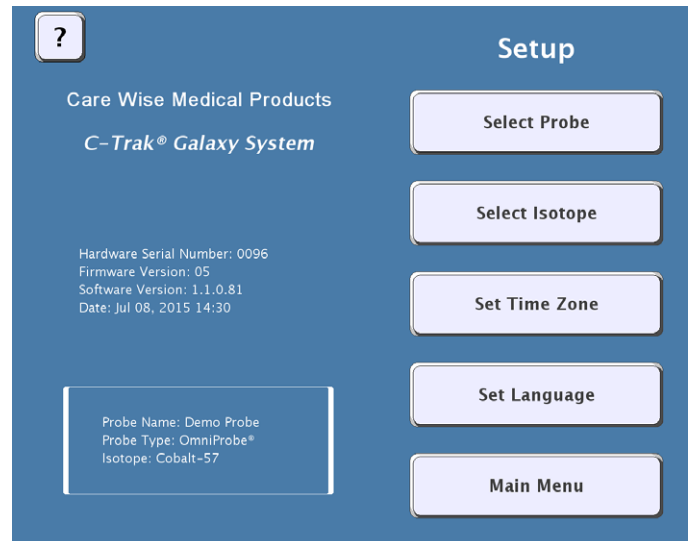 ?
Setup
Care Wise Medical Products
C-Trak® Galaxy System
Hardware Serial Number: 0096
Firmware Version: 05
Software Version: 1.1.0.81
Date: Jul 08, 2015 14:30
Probe Name: Demo Probe
Probe Type: OmniProbe®
Isotope: Cobalt-57
Select Probe
Select Isotope
Set Time Zone
Set Language
Main Menu